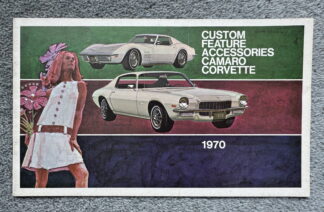 CUSTOM
FEATURE
ACCESSORIES
CAMARO
CORVETTE
1970